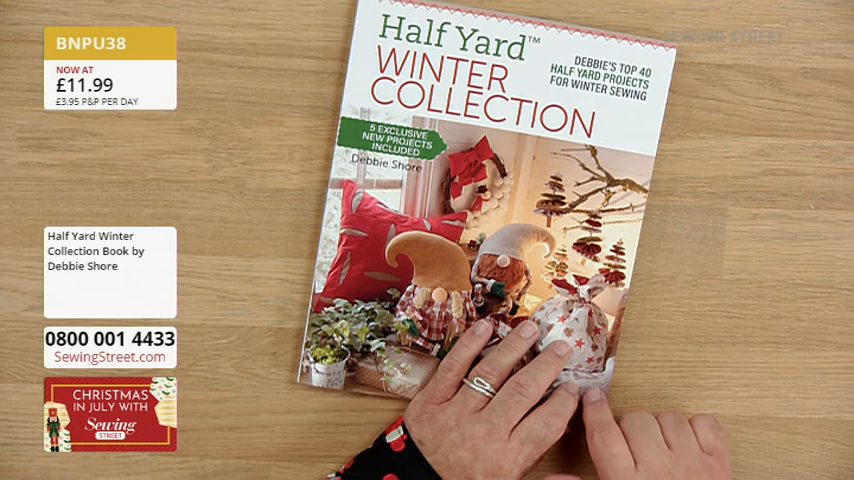 BNPU38
NOW AT
£11.99
£3.95 P&P PER DAY
Half Yard Winter
Collection Book by
Debbie Shore
0800 001 4433
SewingStreet.com
CHRISTMAS
IN JULY WITH
Sewing
STREET
SEWING STREET
Half Yard™
WINTER
COLLECTION
DEBBIE'S TOP 40
HALF YARD PROJECTS
FOR WINTER SEWING
5 EXCLUSIVE
NEW PROJECTS
INCLUDED
Debbie Shore